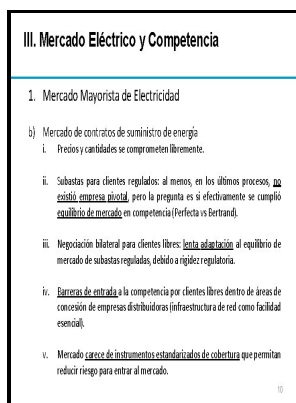 III. Mercado Eléctrico y Competencia
1. Mercado Mayorista de Electricidad
b) Mercado de contratos de suministro de energía
i. Precios y cantidades se comprometen libremente.
ii. Subastas para clientes regulados: al menos, en los últimos procesos, no
existió empresa pivotal, pero la pregunta es si efectivamente se cumplió
equilibrio de mercado en competencia (Perfecta vs Bertrand).
iii. Negociación bilateral para clientes libres: lenta adaptación al equilibrio de
mercado de subastas reguladas, debido a rigidez regulatoria.
iv. Barreras de entrada a la competencia por clientes libres dentro de áreas de
concesión de empresas distribuidoras (infraestructura de red como facilidad
esencial).
v. Mercado carece de instrumentos estandarizados de cobertura que permitan
reducir riesgo para entrar al mercado.
18